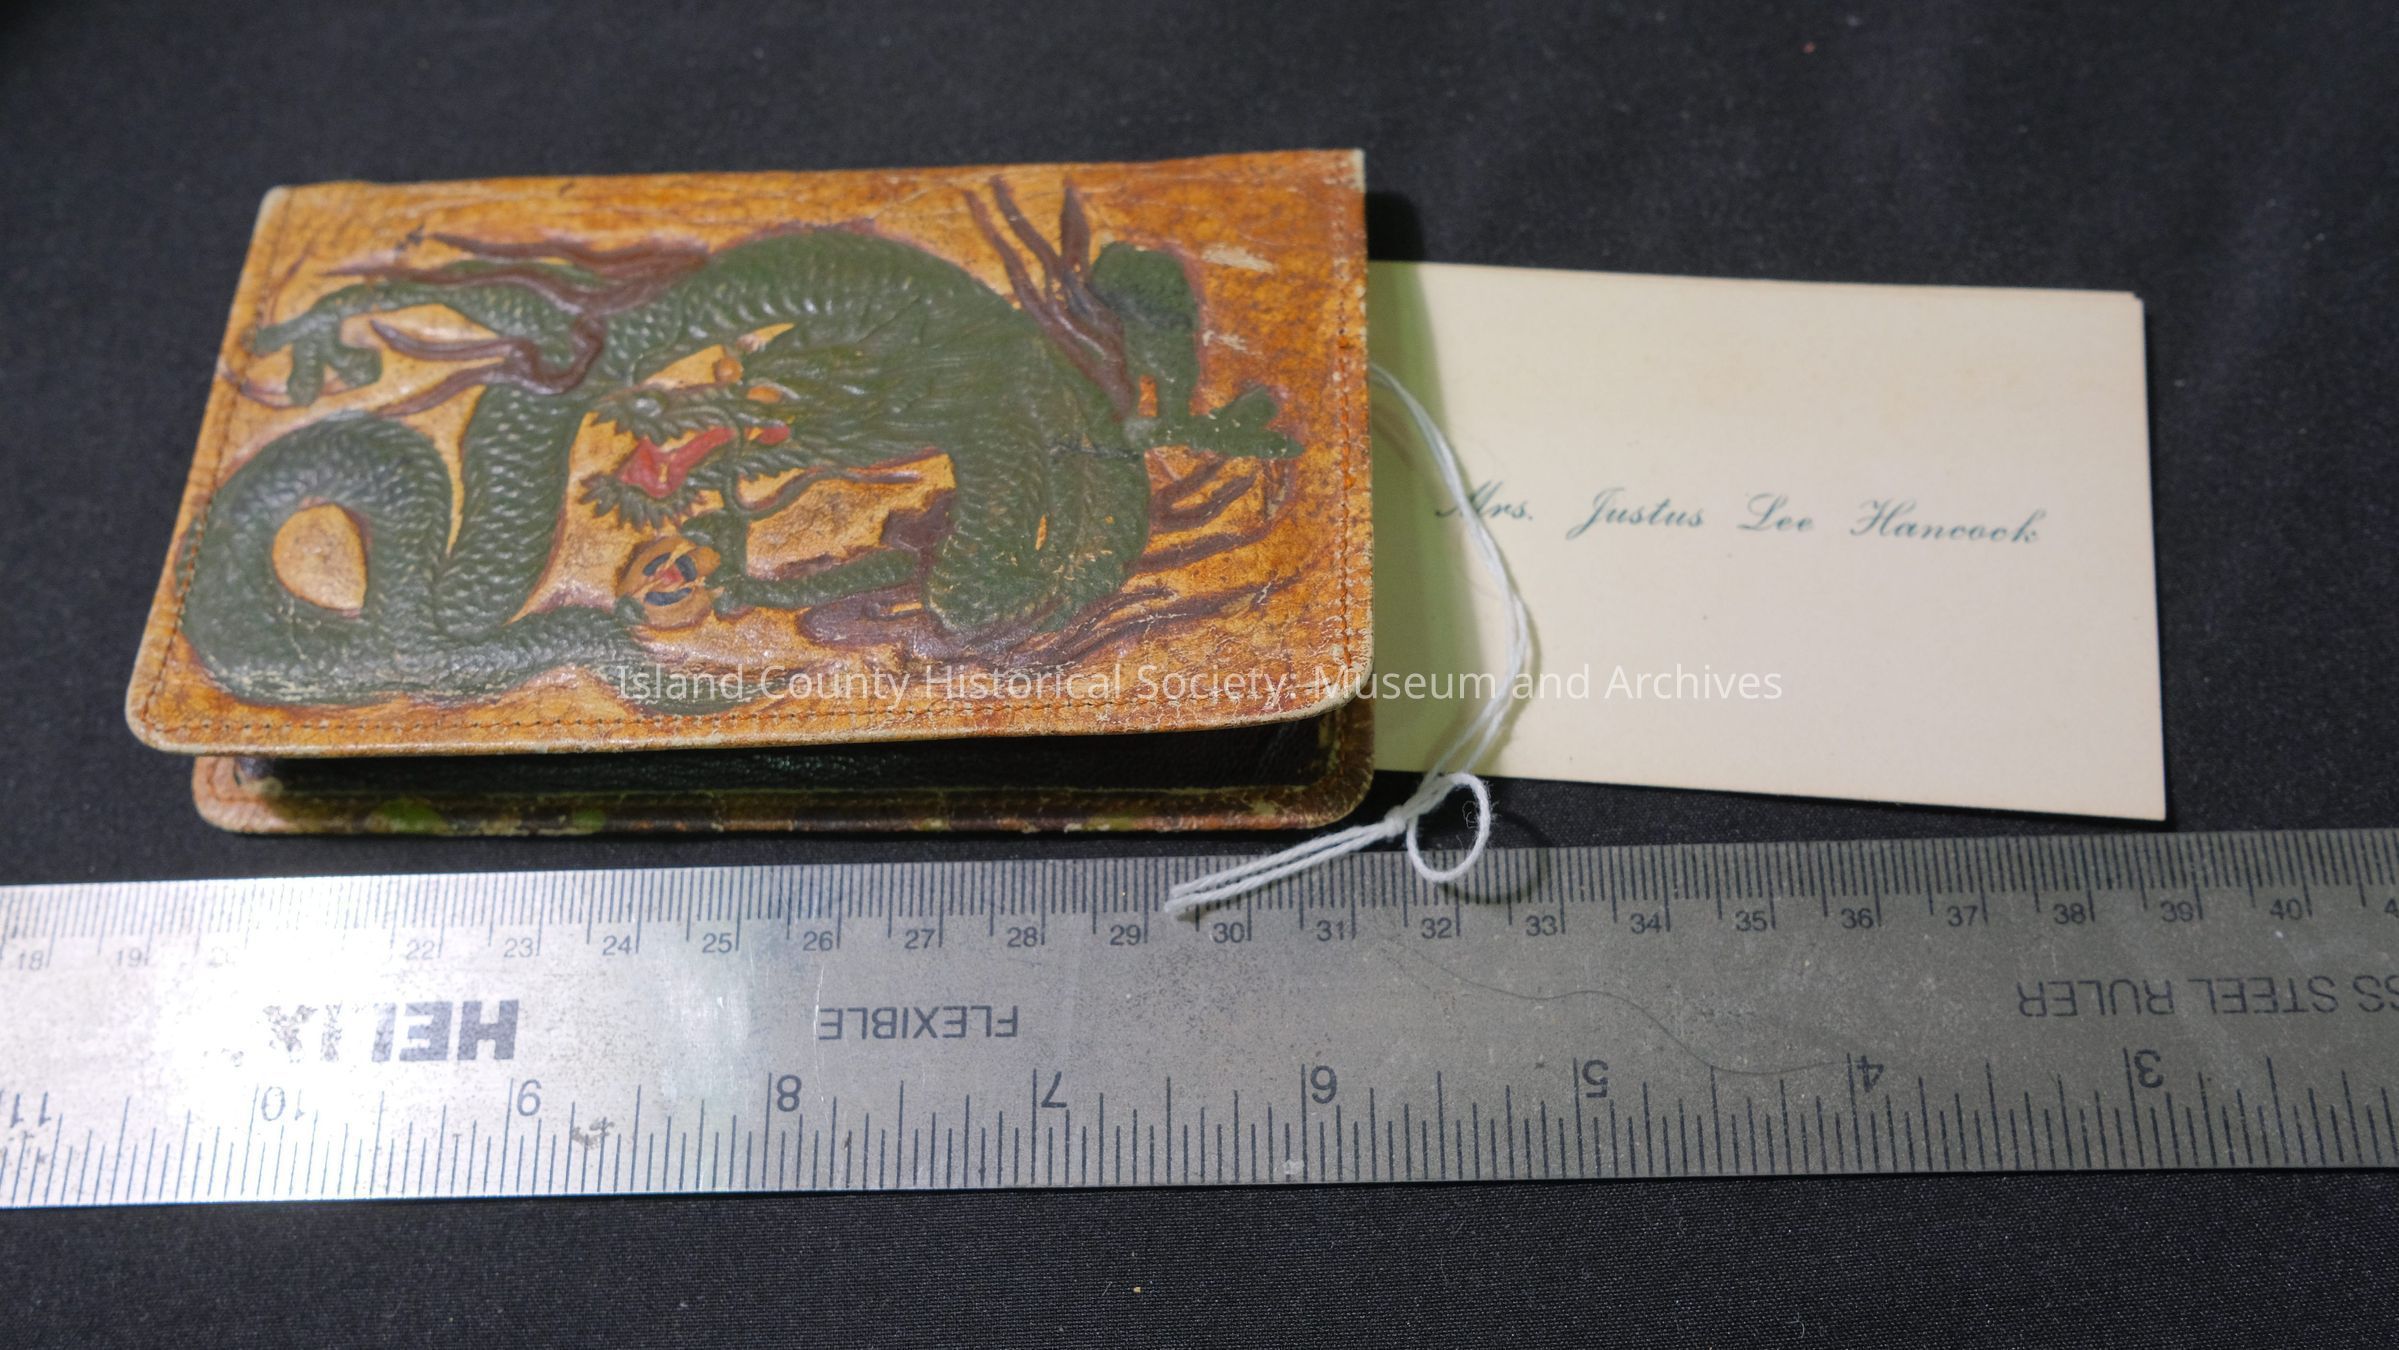 Mrs. Justus Lee Hancock
Island County Historical Society, Museum and Archives
18 19 22 23 24 25 26 27 28 29 30 31 32 33 34 35 36 37 38 39 40
HELIX FLEXIBLE SS STEEL RULER
11 10 9 8 7 6 5 4 3